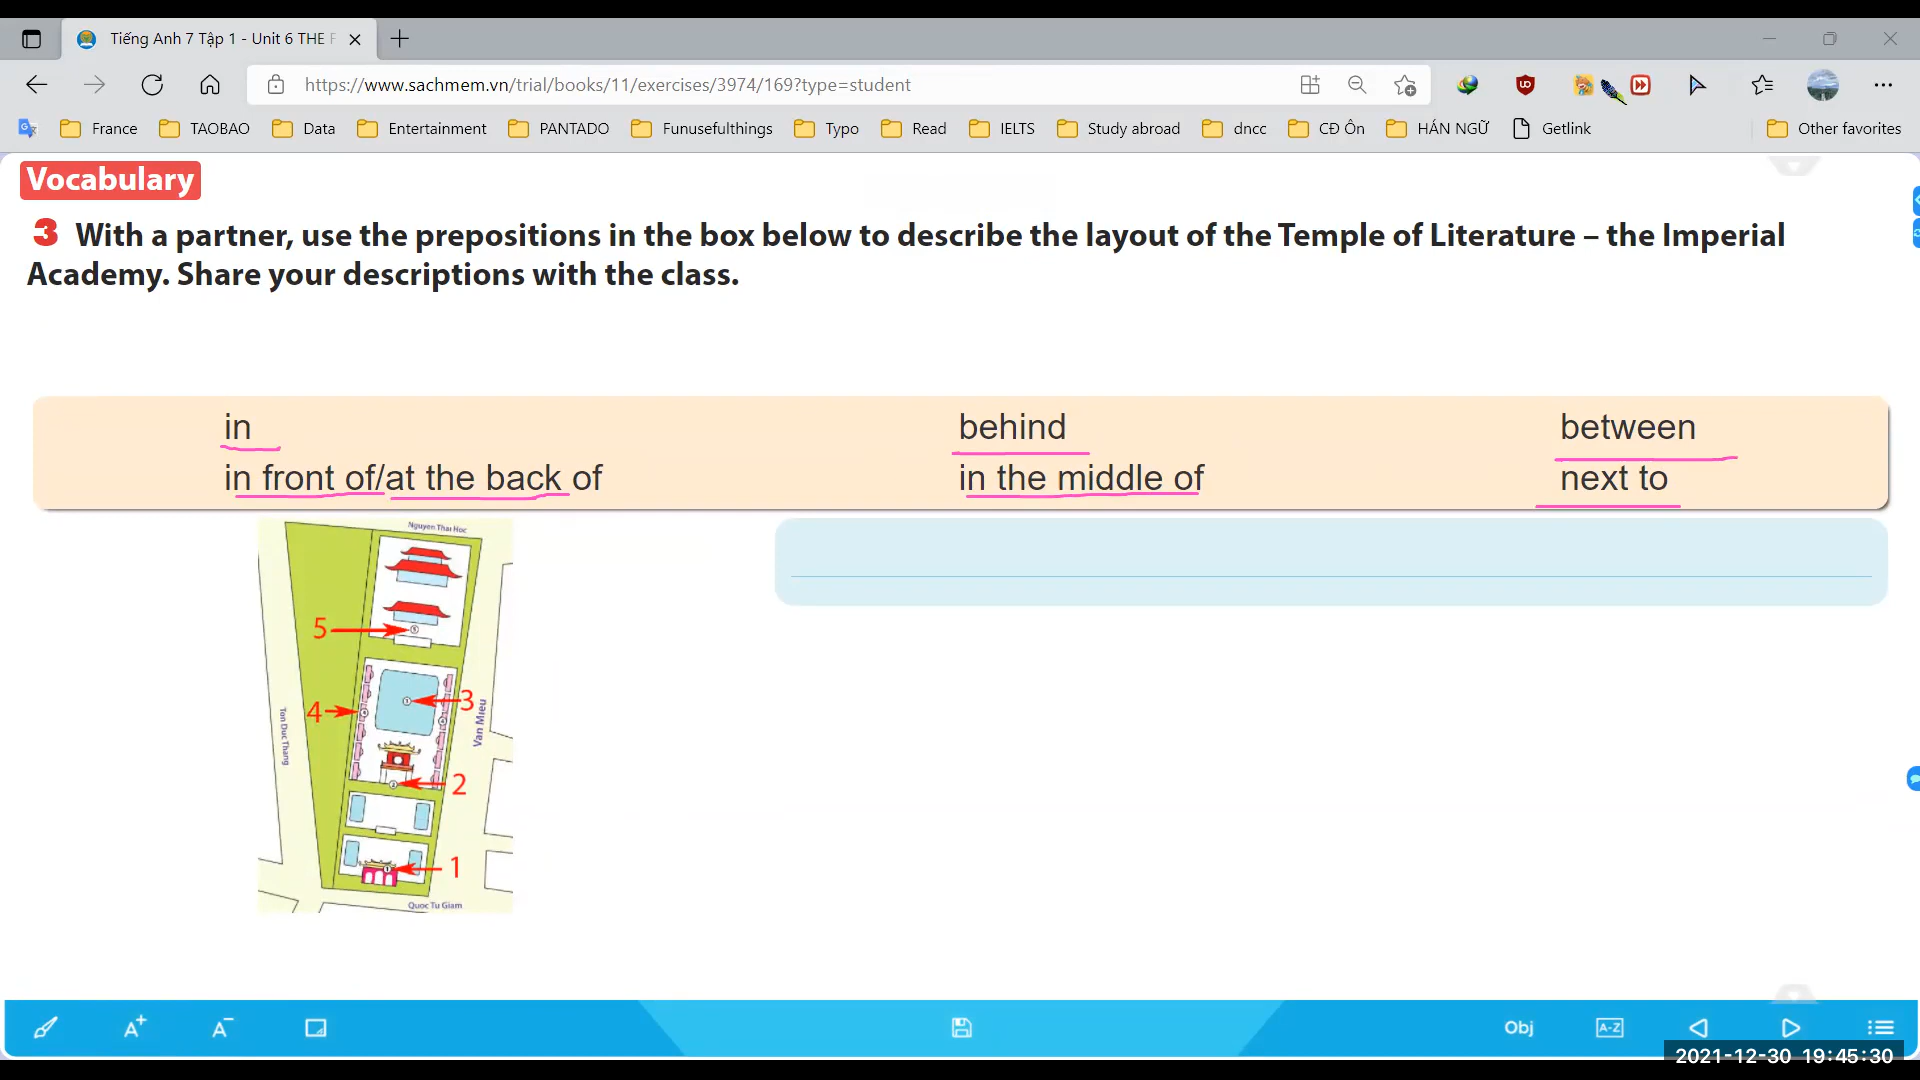 Tiếng Anh 7 Tập 1 - Unit 6 THE F
https://www.sachmem.vn/trial/books/11/exercises/3974/169?type=student
France TAOBAO Data Entertainment PANTADO Funusefulthings Typo Read IELTS Study abroad dncc CĐ Ôn HÁN NGỮ Getlink Other favorites
Vocabulary
3 With a partner, use the prepositions in the box below to describe the layout of the Temple of Literature – the Imperial
Academy. Share your descriptions with the class.
in behind between
in front of/at the back of in the middle of next to
Nguyen Thai Hoc
5
3
4
Ton Duc Thang
Van Mieu
2
1
Quoc Tu Giam
A+ A- Obj A-Z
2021-12-30 19:45:30